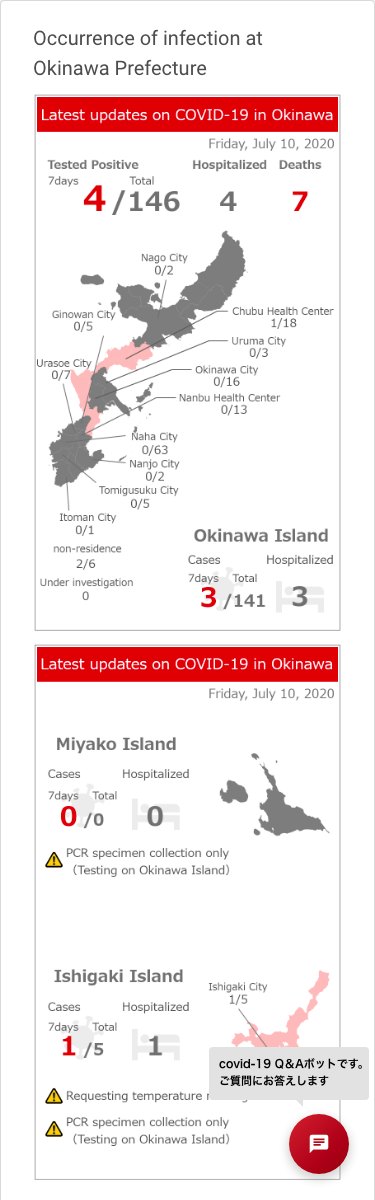 Occurrence of infection at
Okinawa Prefecture
Latest updates on COVID-19 in Okinawa
Friday, July 10, 2020
Tested Positive Hospitalized Deaths
7days Total
4 /146 4 7
Nago City
0/2
Ginowan City
0/5
Chubu Health Center
1/18
Uruma City
0/3
Urasoe City
0/7
Okinawa City
0/16
Nanbu Health Center
0/13
Naha City
0/63
Nanjo City
0/2
Tomigusuku City
0/5
Itoman City
0/1
non-residence
2/6
Under investigation
0
Okinawa Island
Cases Hospitalized
7days Total
3 /141 3
Latest updates on COVID-19 in Okinawa
Friday, July 10, 2020
Miyako Island
Cases Hospitalized
7days Total
0 /0 0
PCR specimen collection only
(Testing on Okinawa Island)
Ishigaki Island
Ishigaki City
1/5
Cases Hospitalized
7days Total
1 /5 1
covid-19 Q&Aボットです。
ご質問にお答えします
Requesting temperature
PCR specimen collection only
(Testing on Okinawa Island)